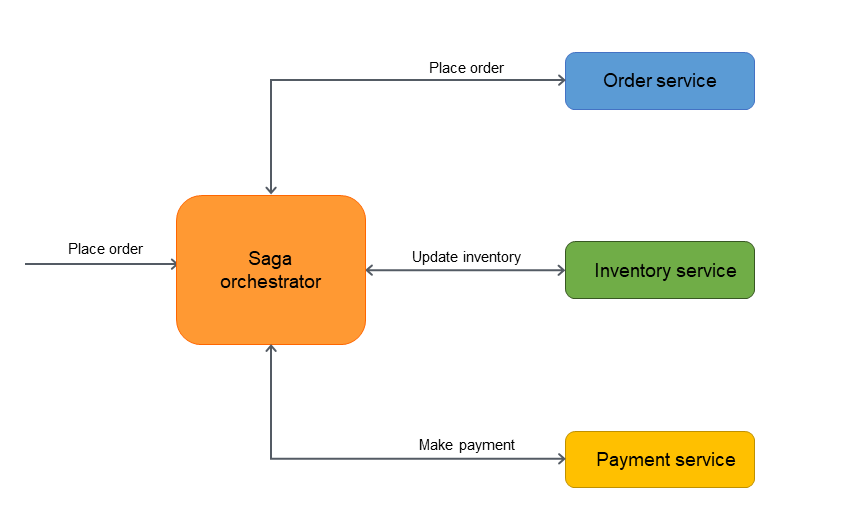 Place order
Order service
Place order
Saga
orchestrator
Update inventory
Inventory service
Make payment
Payment service